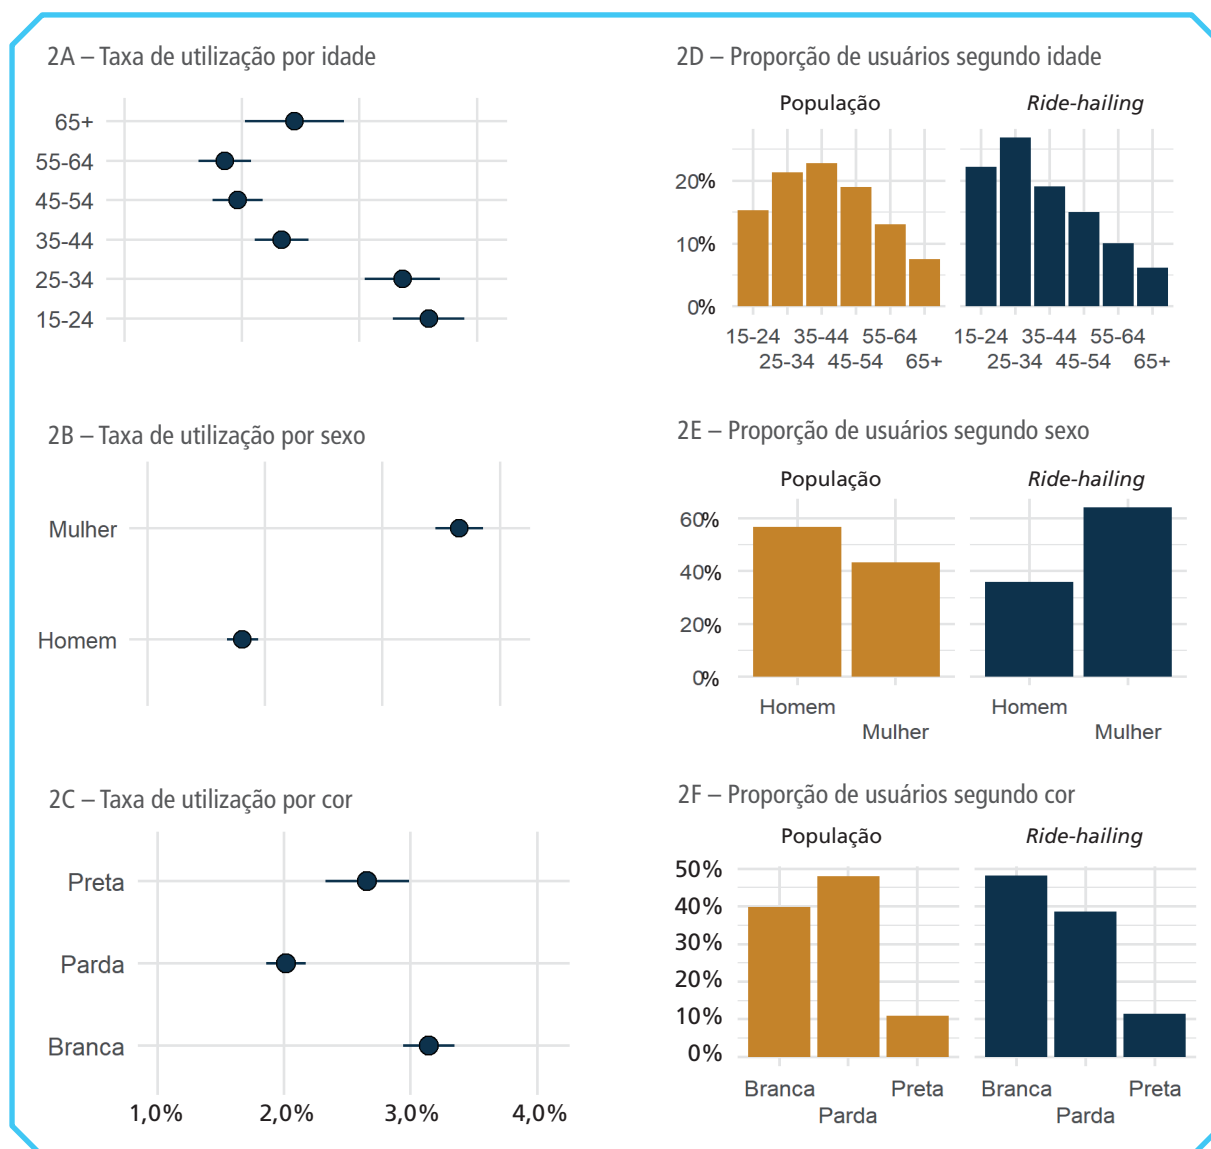 2A – Taxa de utilização por idade
65+
55-64
45-54
35-44
25-34
15-24
2D – Proporção de usuários segundo idade
População
Ride-hailing
20%
10%
0%
15-24 35-44 55-64
25-34 45-54 65+
15-24 35-44 55-64
25-34 45-54 65+
2B – Taxa de utilização por sexo
Mulher
Homem
2E – Proporção de usuários segundo sexo
População
Ride-hailing
60%
40%
20%
0%
Homem
Mulher
Homem
Mulher
2C – Taxa de utilização por cor
Preta
Parda
Branca
1,0% 2,0% 3,0% 4,0%
2F – Proporção de usuários segundo cor
População
Ride-hailing
50%
40%
30%
20%
10%
0%
Branca Preta
Parda
Branca Preta
Parda